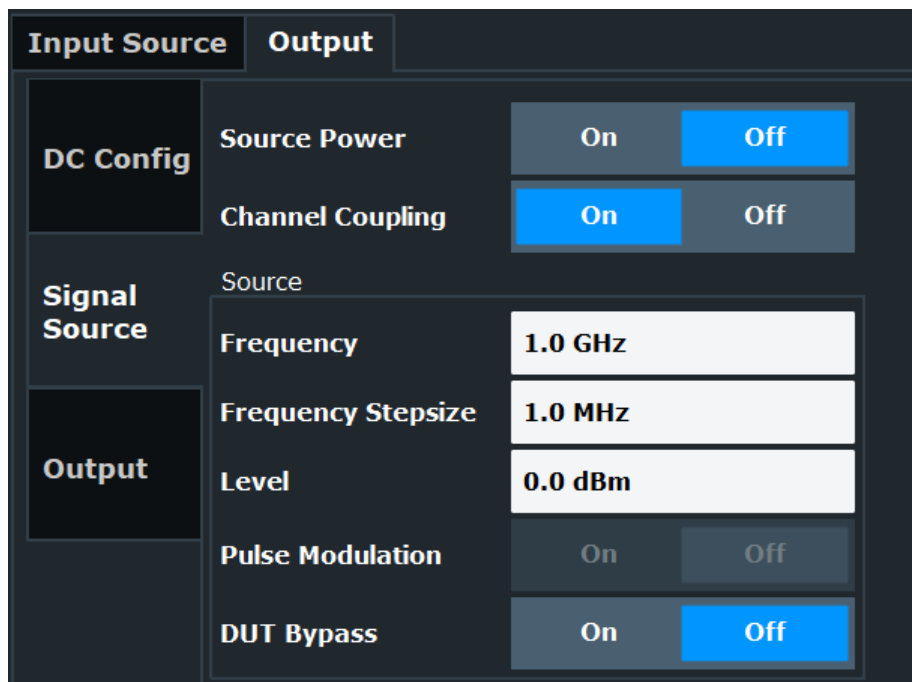 Input Source Output
DC Config
Source Power On Off
Channel Coupling On Off
Signal
Source
Source
Frequency 1.0 GHz
Frequency Stepsize 1.0 MHz
Output
Level 0.0 dBm
Pulse Modulation On Off
DUT Bypass On Off